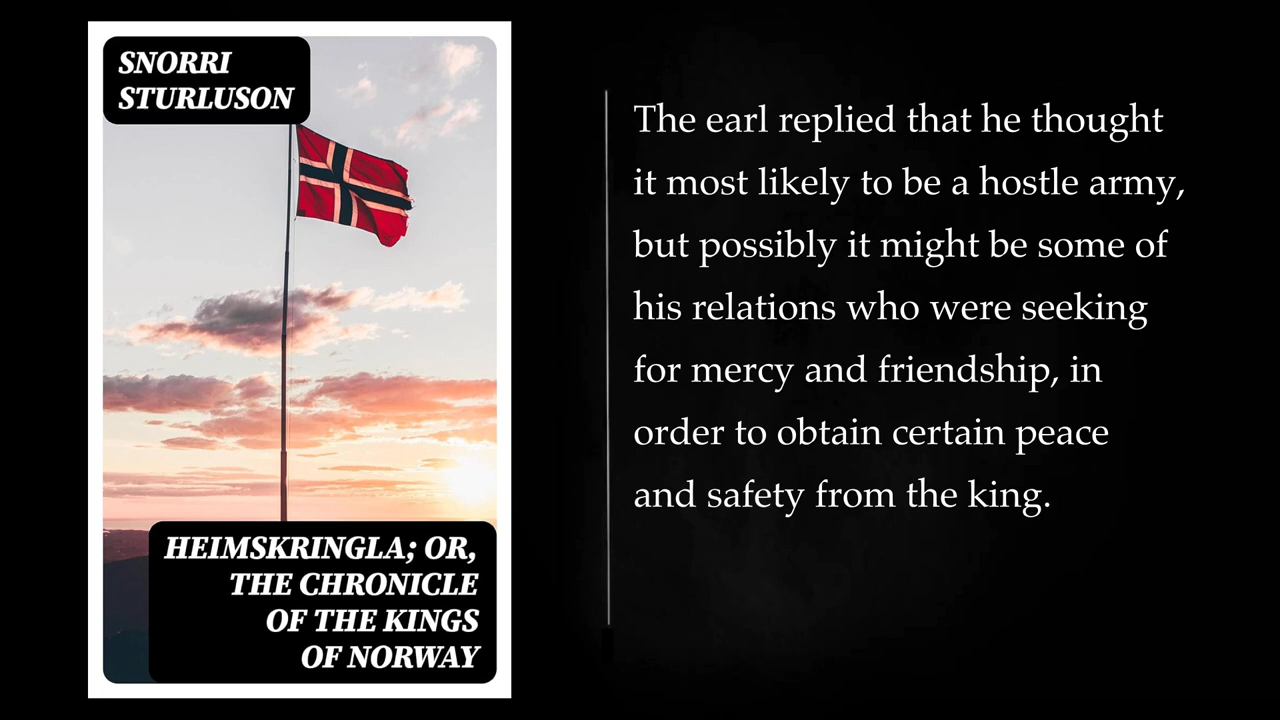 SNORRI
STURLUSON
HEIMSKRINGLA; OR,
THE CHRONICLE
OF THE KINGS
OF NORWAY
The earl replied that he thought
it most likely to be a hostle army,
but possibly it might be some of
his relations who were seeking
for mercy and friendship, in
order to obtain certain peace
and safety from the king.